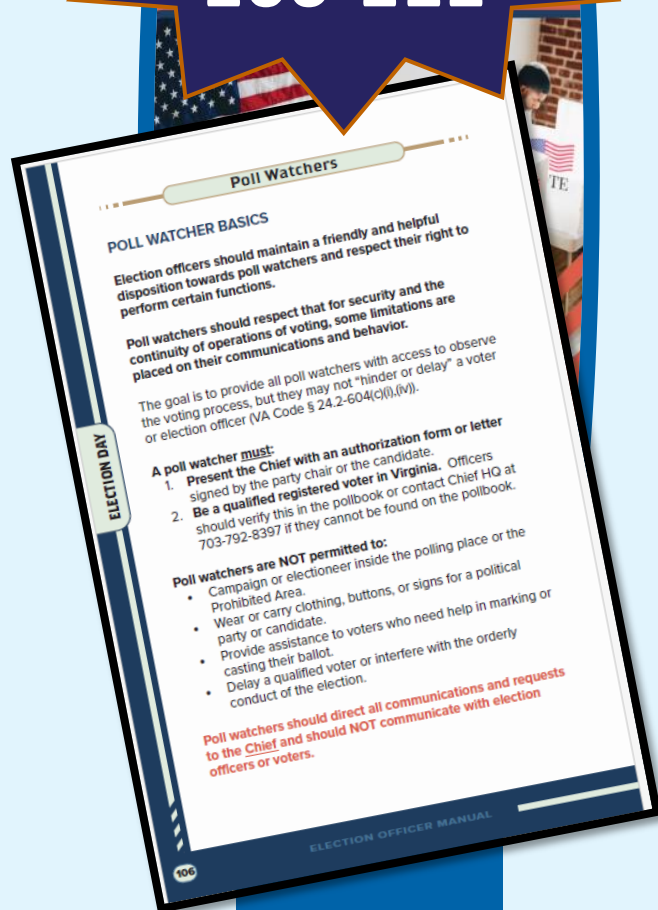 TE
Poll Watchers
POLL WATCHER BASICS
Election officers should maintain a friendly and helpful
disposition towards poll watchers and respect their right to
perform certain functions.
Poll watchers should respect that for security and the
continuity of operations of voting, some limitations are
placed on their communications and behavior.
The goal is to provide all poll watchers with access to observe
the voting process, but they may not “hinder or delay” a voter
or election officer (VA Code § 24.2-604(c)(i),(iv)).
A poll watcher must:
1. Present the Chief with an authorization form or letter
signed by the party chair or the candidate.
2. Be a qualified registered voter in Virginia. Officers
should verify this in the pollbook or contact Chief HQ at
703-792-8397 if they cannot be found on the pollbook.
Poll watchers are NOT permitted to:
• Campaign or electioneer inside the polling place or the
Prohibited Area.
• Wear or carry clothing, buttons, or signs for a political
party or candidate.
• Provide assistance to voters who need help in marking or
casting their ballot.
• Delay a qualified voter or interfere with the orderly
conduct of the election.
Poll watchers should direct all communications and requests
to the Chief and should NOT communicate with election
officers or voters.
ELECTION DAY
ELECTION OFFICER MANUAL
106